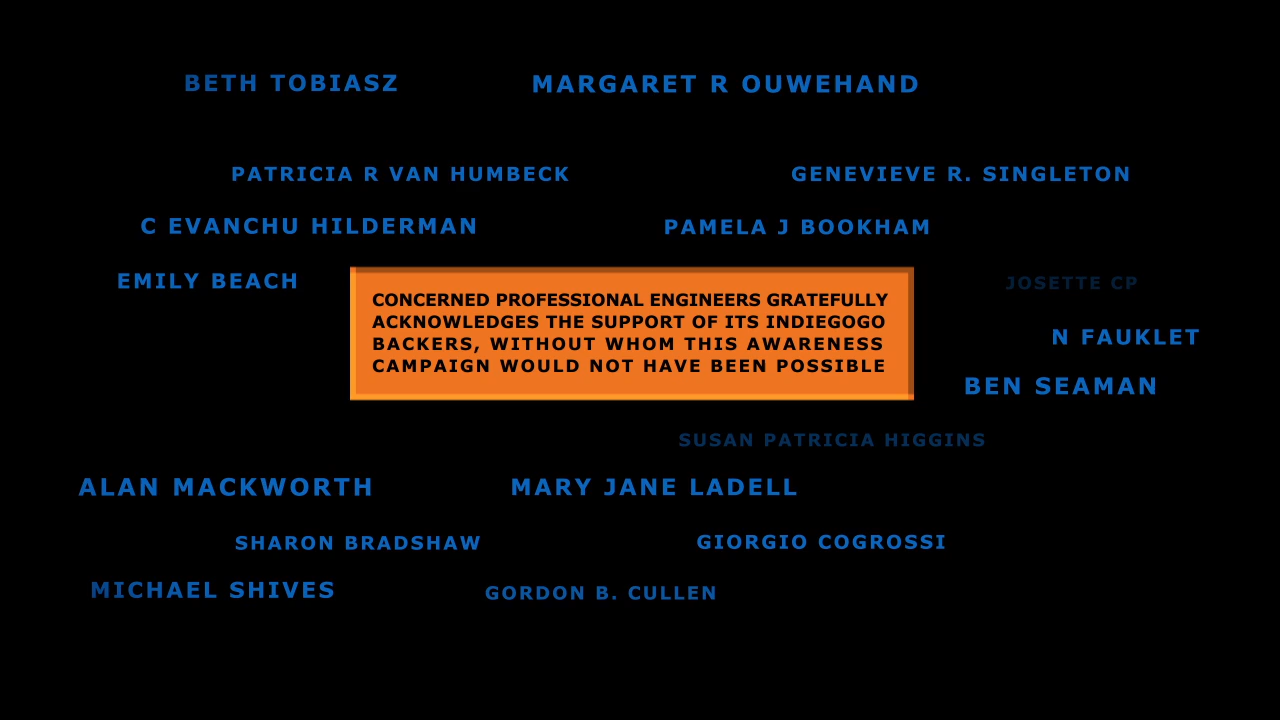 BETH TOBIASZ
MARGARET R OUWEHAND
PATRICIA R VAN HUMBECK
GENEVIEVE R. SINGLETON
C EVANCHU HILDERMAN
PAMELA J BOOKHAM
EMILY BEACH
JOSETTE CP
CONCERNED PROFESSIONAL ENGINEERS GRATEFULLY
ACKNOWLEDGES THE SUPPORT OF ITS INDIEGOGO
BACKERS, WITHOUT WHOM THIS AWARENESS
CAMPAIGN WOULD NOT HAVE BEEN POSSIBLE
N FAUKLET
BEN SEAMAN
SUSAN PATRICIA HIGGINS
ALAN MACKWORTH
MARY JANE LADELL
SHARON BRADSHAW
GIORGIO COGROSSI
MICHAEL SHIVES
GORDON B. CULLEN